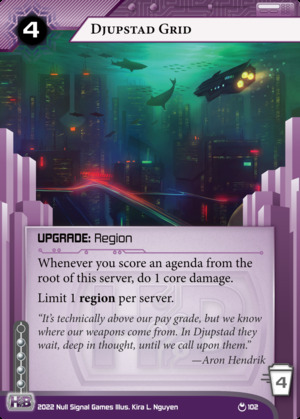 4
Djupstad Grid
UPGRADE: Region
Whenever you score an agenda from the
root of this server, do 1 core damage.
Limit 1 region per server.
“It’s technically above our pay grade, but we know
where our weapons come from. In Djupstad they
wait, deep in thought, until we call upon them.”
—Aron Hendrik
4
2022 Null Signal Games Illus. Kira L. Nguyen
102